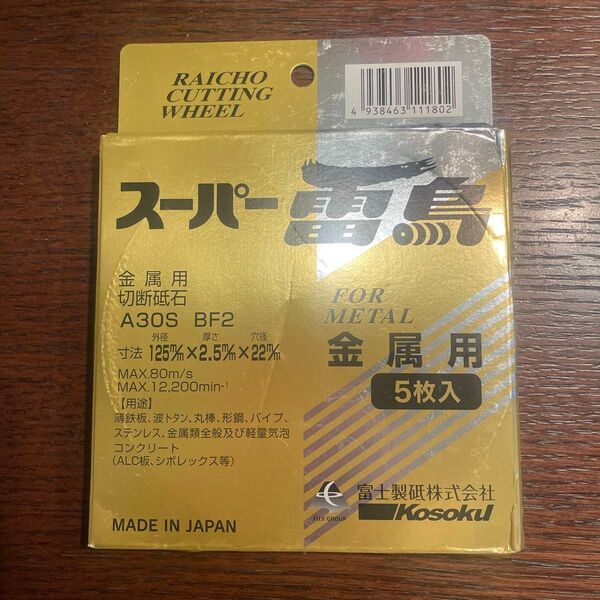 RAICHO
CUTTING
WHEEL
4 938463 111802
スーパー雷鳥
金属用
切断砥石
A30S BF2
外径 厚さ 穴径
寸法 125m/m×2.5m/m×22m/m
MAX.80m/s
MAX.12,200min-1
【用途】
薄鉄板、波トタン、丸棒、形鋼、パイプ、
ステンレス、金属類全般及び軽量気泡
コンクリート
(ALC板、シポレックス等)
MADE IN JAPAN
FOR
METAL
金属用
5枚入
FUJI GROUP
富士製砥株式会社
Kosoku